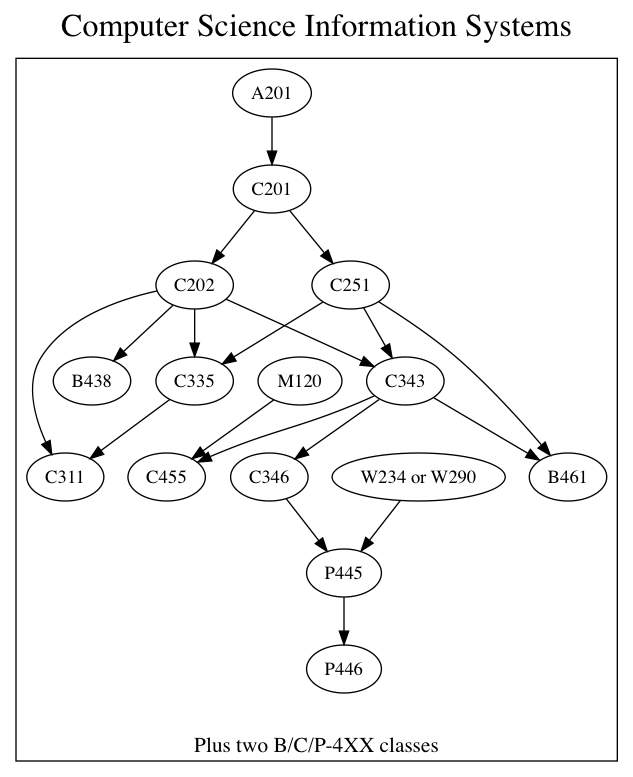 Computer Science Information Systems
A201
C201
C202
C251
B438
C335
M120
C343
C311
C455
C346
W234 or W290
B461
P445
P446
Plus two B/C/P-4XX classes